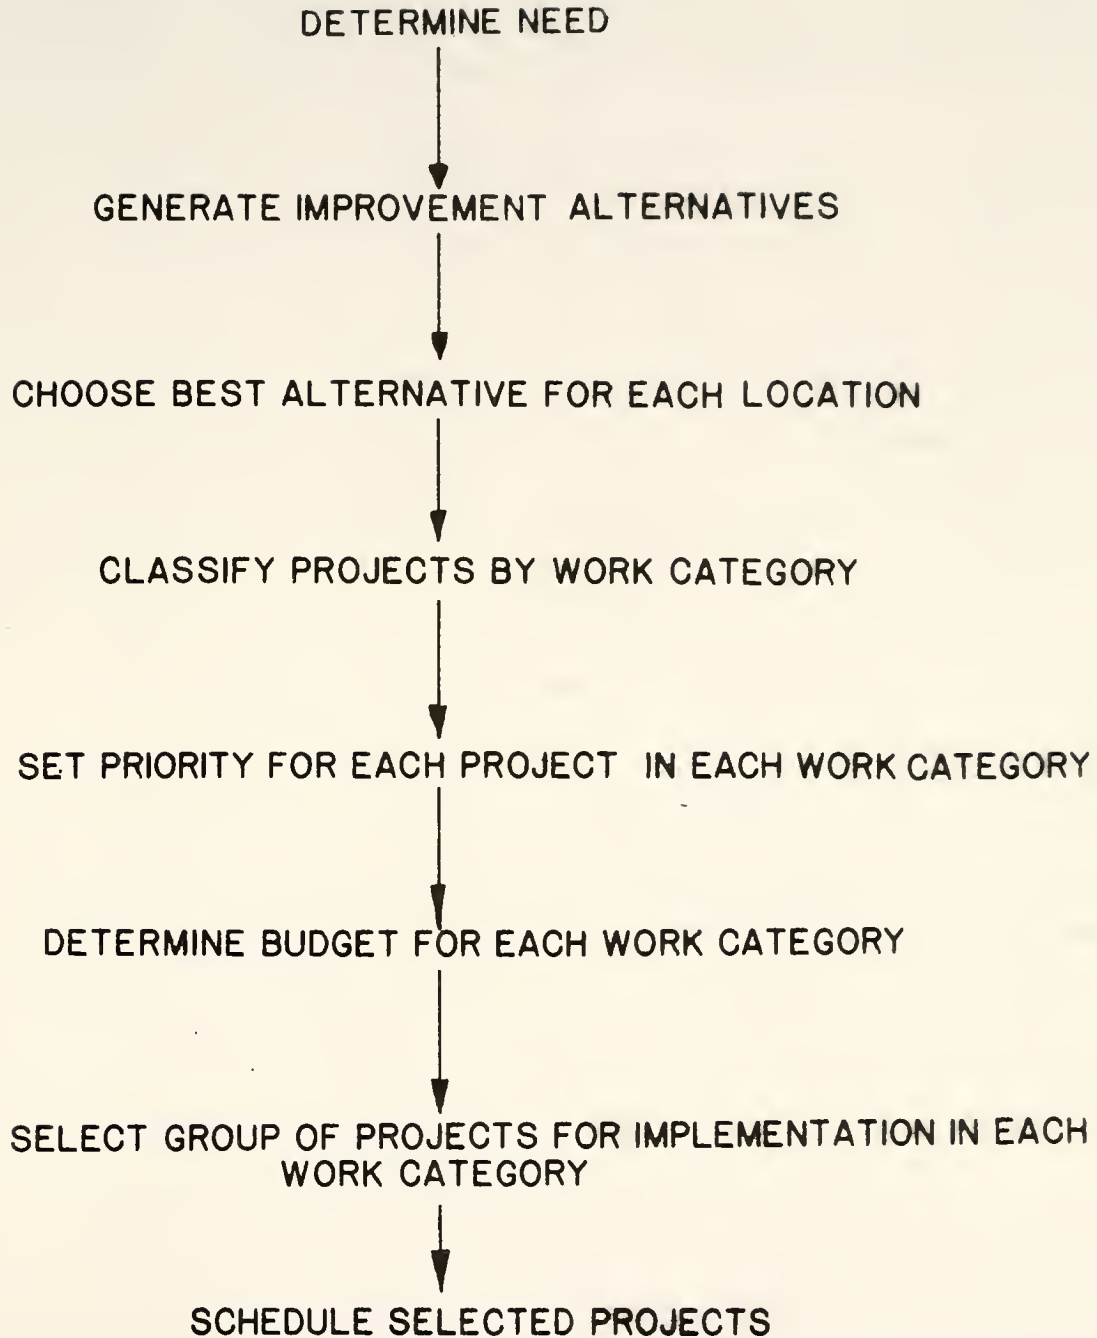 DETERMINE NEED
GENERATE IMPROVEMENT ALTERNATIVES
CHOOSE BEST ALTERNATIVE FOR EACH LOCATION
CLASSIFY PROJECTS BY WORK CATEGORY
SET PRIORITY FOR EACH PROJECT IN EACH WORK CATEGORY
DETERMINE BUDGET FOR EACH WORK CATEGORY
SELECT GROUP OF PROJECTS FOR IMPLEMENTATION IN EACH
WORK CATEGORY
SCHEDULE SELECTED PROJECTS